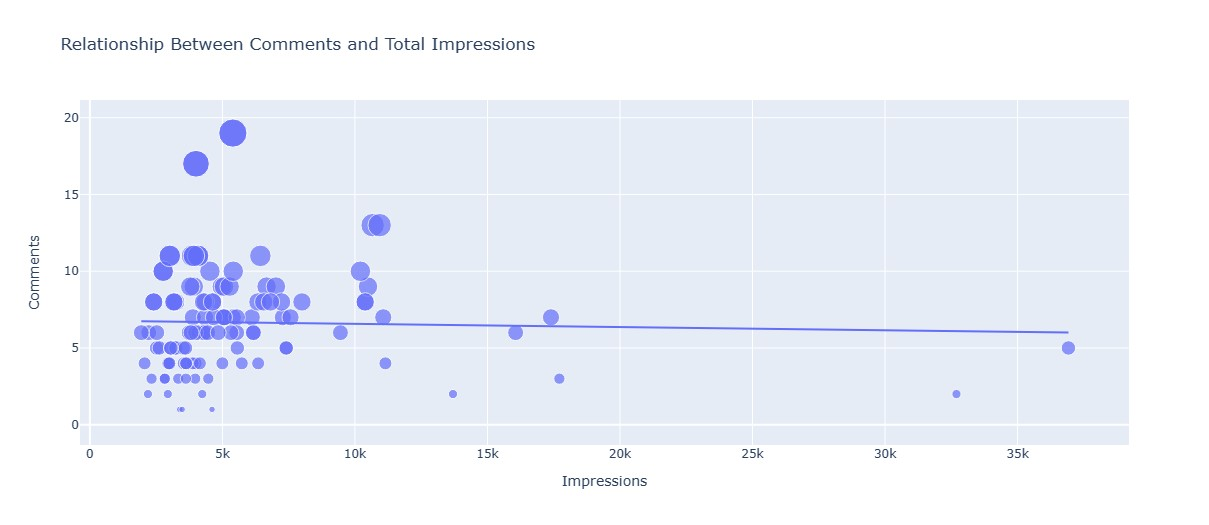 Relationship Between Comments and Total Impressions
20
15
10
5
0
Comments
0 5k 10k 15k 20k 25k 30k 35k
Impressions